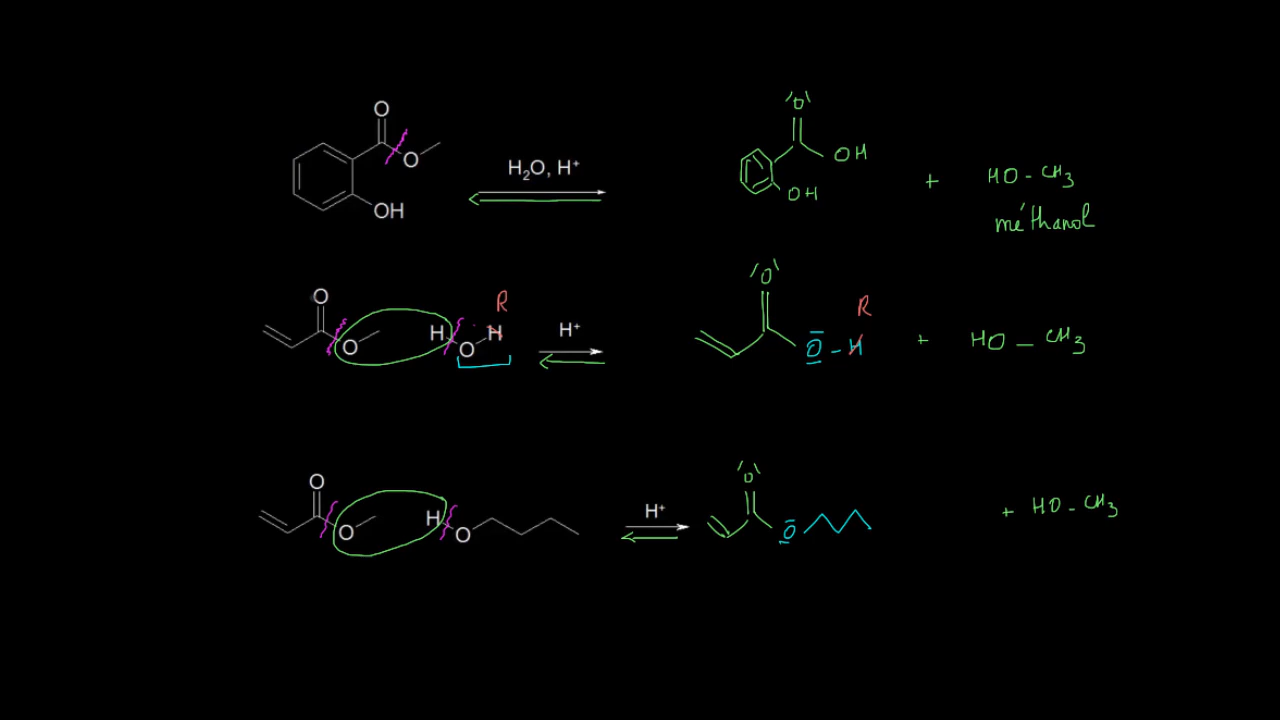 O O
O H₂O, H⁺ OH + HO - CH₃
OH OH méthanol
O R O R
O H O H H⁺ O - H + HO - CH₃
O O
O H O H⁺ O + HO - CH₃